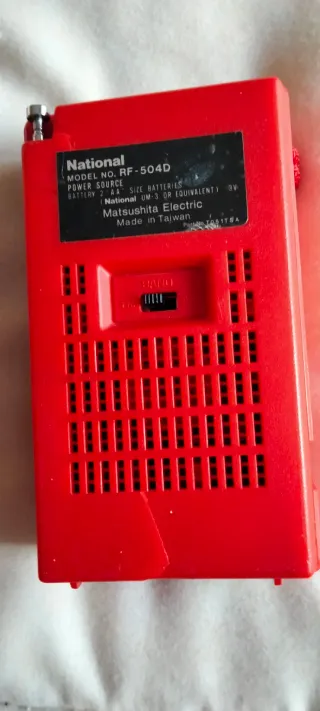 National
MODEL NO. RF-504D
POWER SOURCE
BATTERY 2 "AA" SIZE BATTERIES
(National UM-3 OR EQUIVALENT)
Matsushita Electric
Made in Taiwan